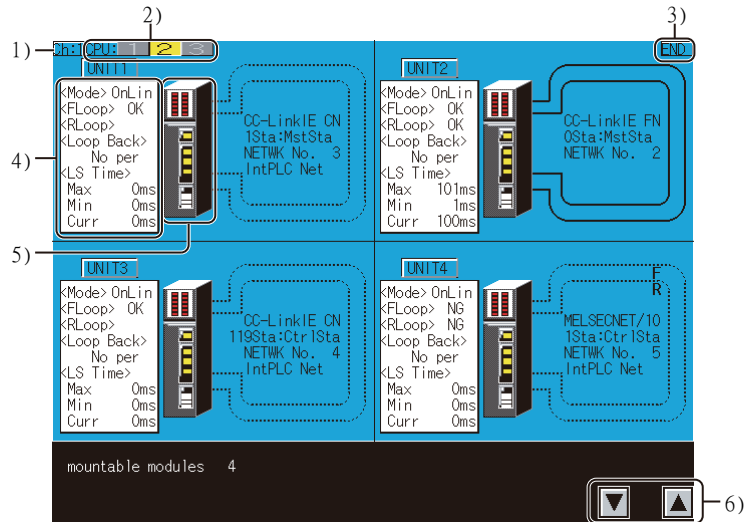 2)
3)
1)
Ch:1 CPU: 1 2 3
END
UNIT1
<Mode> OnLin
<FLoop> OK
<RLoop>
<Loop Back>
No per
<LS Time>
Max 0ms
Min 0ms
Curr 0ms
CC-LinkIE CN
1Sta:MstSta
NETWK No. 3
IntPLC Net
4)
5)
UNIT2
<Mode> OnLin
<FLoop> OK
<RLoop> OK
<Loop Back>
No per
<LS Time>
Max 101ms
Min 1ms
Curr 100ms
CC-LinkIE FN
0Sta:MstSta
NETWK No. 2
UNIT3
<Mode> OnLin
<FLoop> OK
<RLoop>
<Loop Back>
No per
<LS Time>
Max 0ms
Min 0ms
Curr 0ms
CC-LinkIE CN
119Sta:CtrlSta
NETWK No. 4
IntPLC Net
UNIT4
<Mode> OnLin
<FLoop> NG
<RLoop> NG
<Loop Back>
No per
<LS Time>
Max 0ms
Min 0ms
Curr 0ms
F
R
MELSECNET/10
1Sta:CtrlSta
NETWK No. 5
IntPLC Net
mountable modules 4
6)